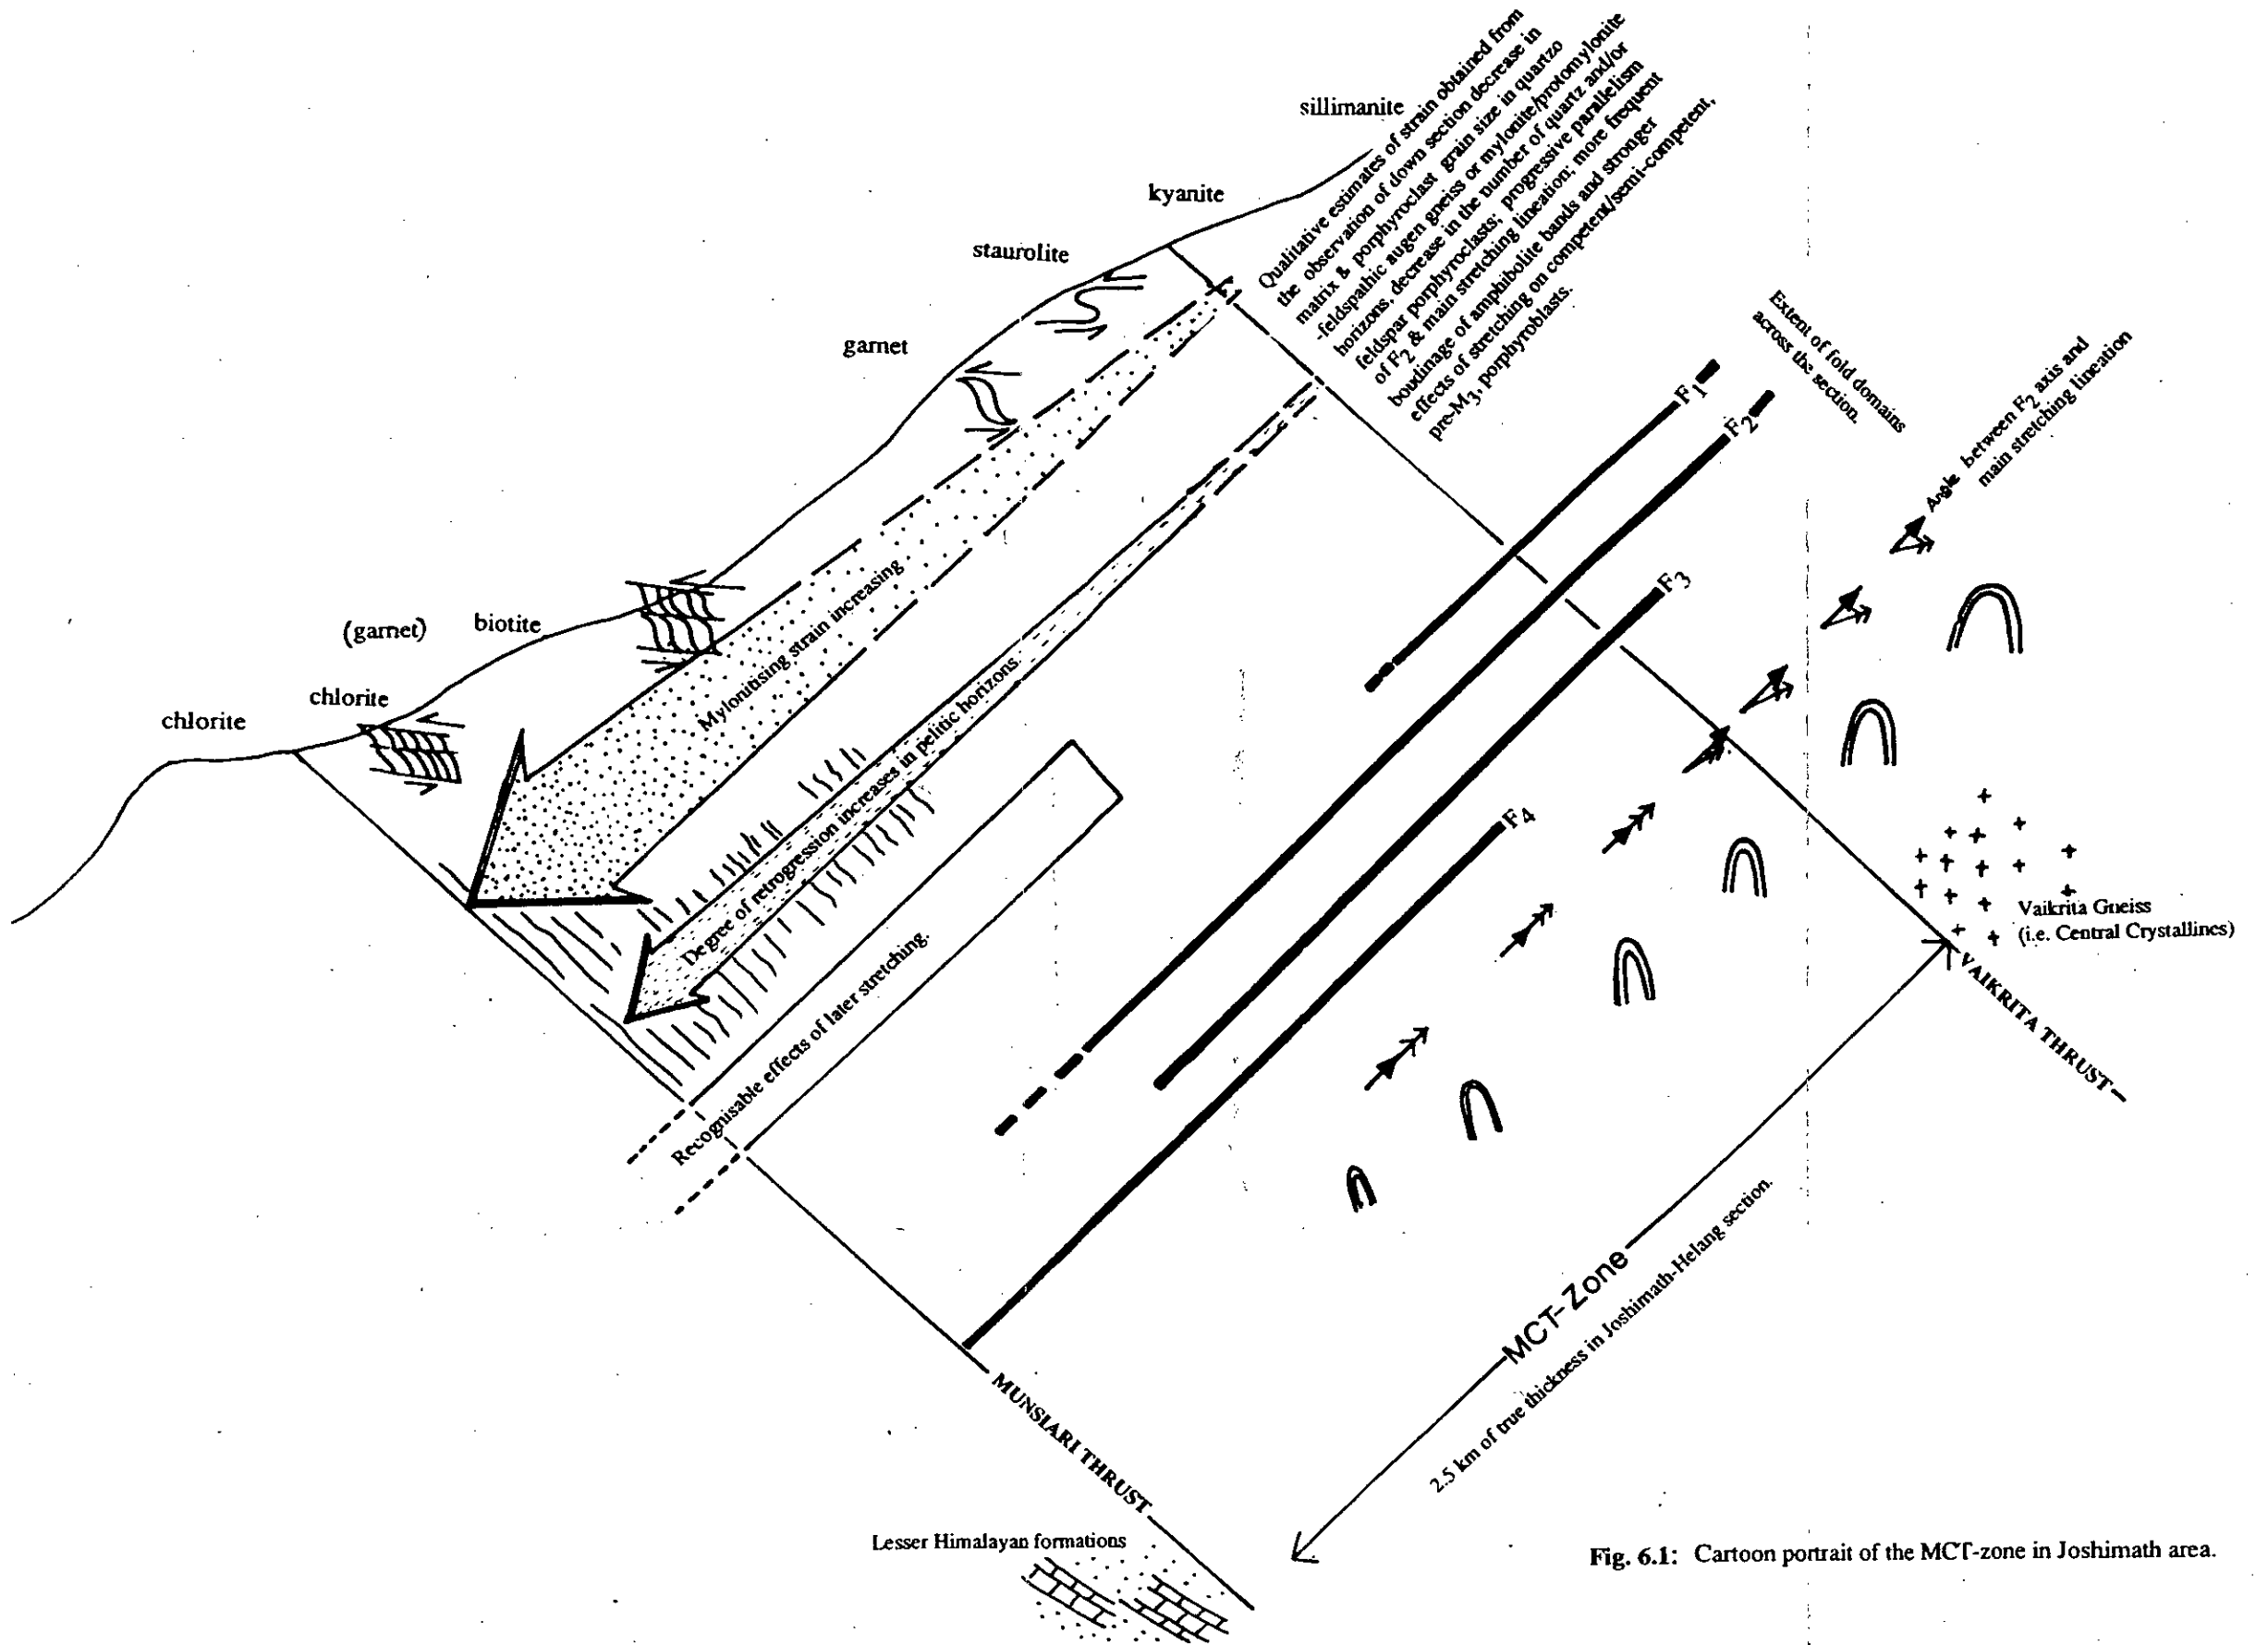 sillimanite
kyanite
staurolite
garnet
(garnet)
biotite
chlorite
chlorite
Qualitative estimates of strain obtained from
the observation of down section decrease in
matrix & porphyroclast grain size in quartzo
-feldspathic augen gneiss or mylonite/protomylonite
horizons, decrease in the number of quartz and/or
feldspar porphyroclasts; progressive parallelism
of F2 & main stretching lineation; more frequent
boudinage of amphibolite bands and stronger
effects of stretching on competent/semi-competent,
pre-M3, porphyroblasts.
Extent of fold domains
across the section.
Angle between F2 axis and
main stretching lineation
F1
F2
F3
F4
Mylonitising strain increasing
Degree of retrogression increases in pelitic horizons.
Recognisable effects of later stretching.
Vaikrita Gneiss
(i.e. Central Crystallines)
VAIKRITA THRUST
MCT-Zone
2.5 km of true thickness in Joshimath-Helang section.
MUNSIARI THRUST
Lesser Himalayan formations
Fig. 6.1: Cartoon portrait of the MCT-zone in Joshimath area.